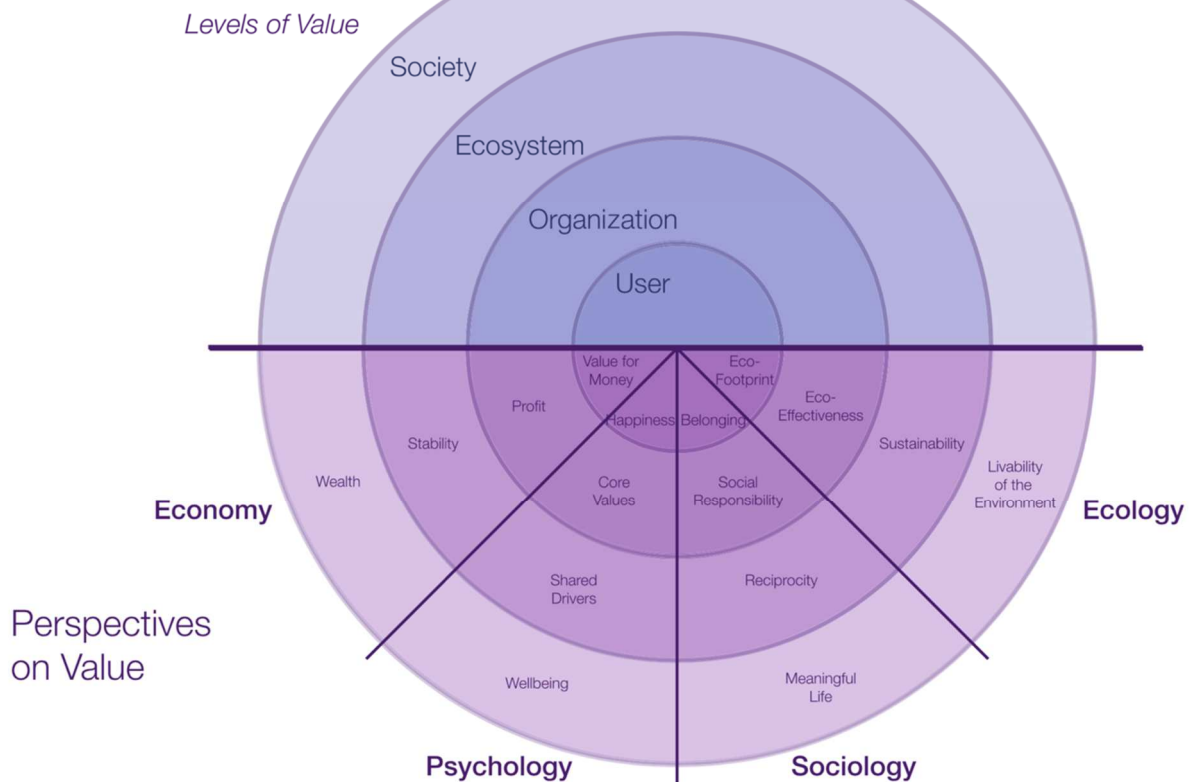 Levels of Value
Society
Ecosystem
Organization
User
Value for
Money
Eco-
Footprint
Happiness
Belonging
Profit
Eco-
Effectiveness
Stability
Sustainability
Wealth
Core
Values
Social
Responsibility
Livability
of the
Environment
Economy
Ecology
Shared
Drivers
Reciprocity
Perspectives
on Value
Wellbeing
Meaningful
Life
Psychology
Sociology